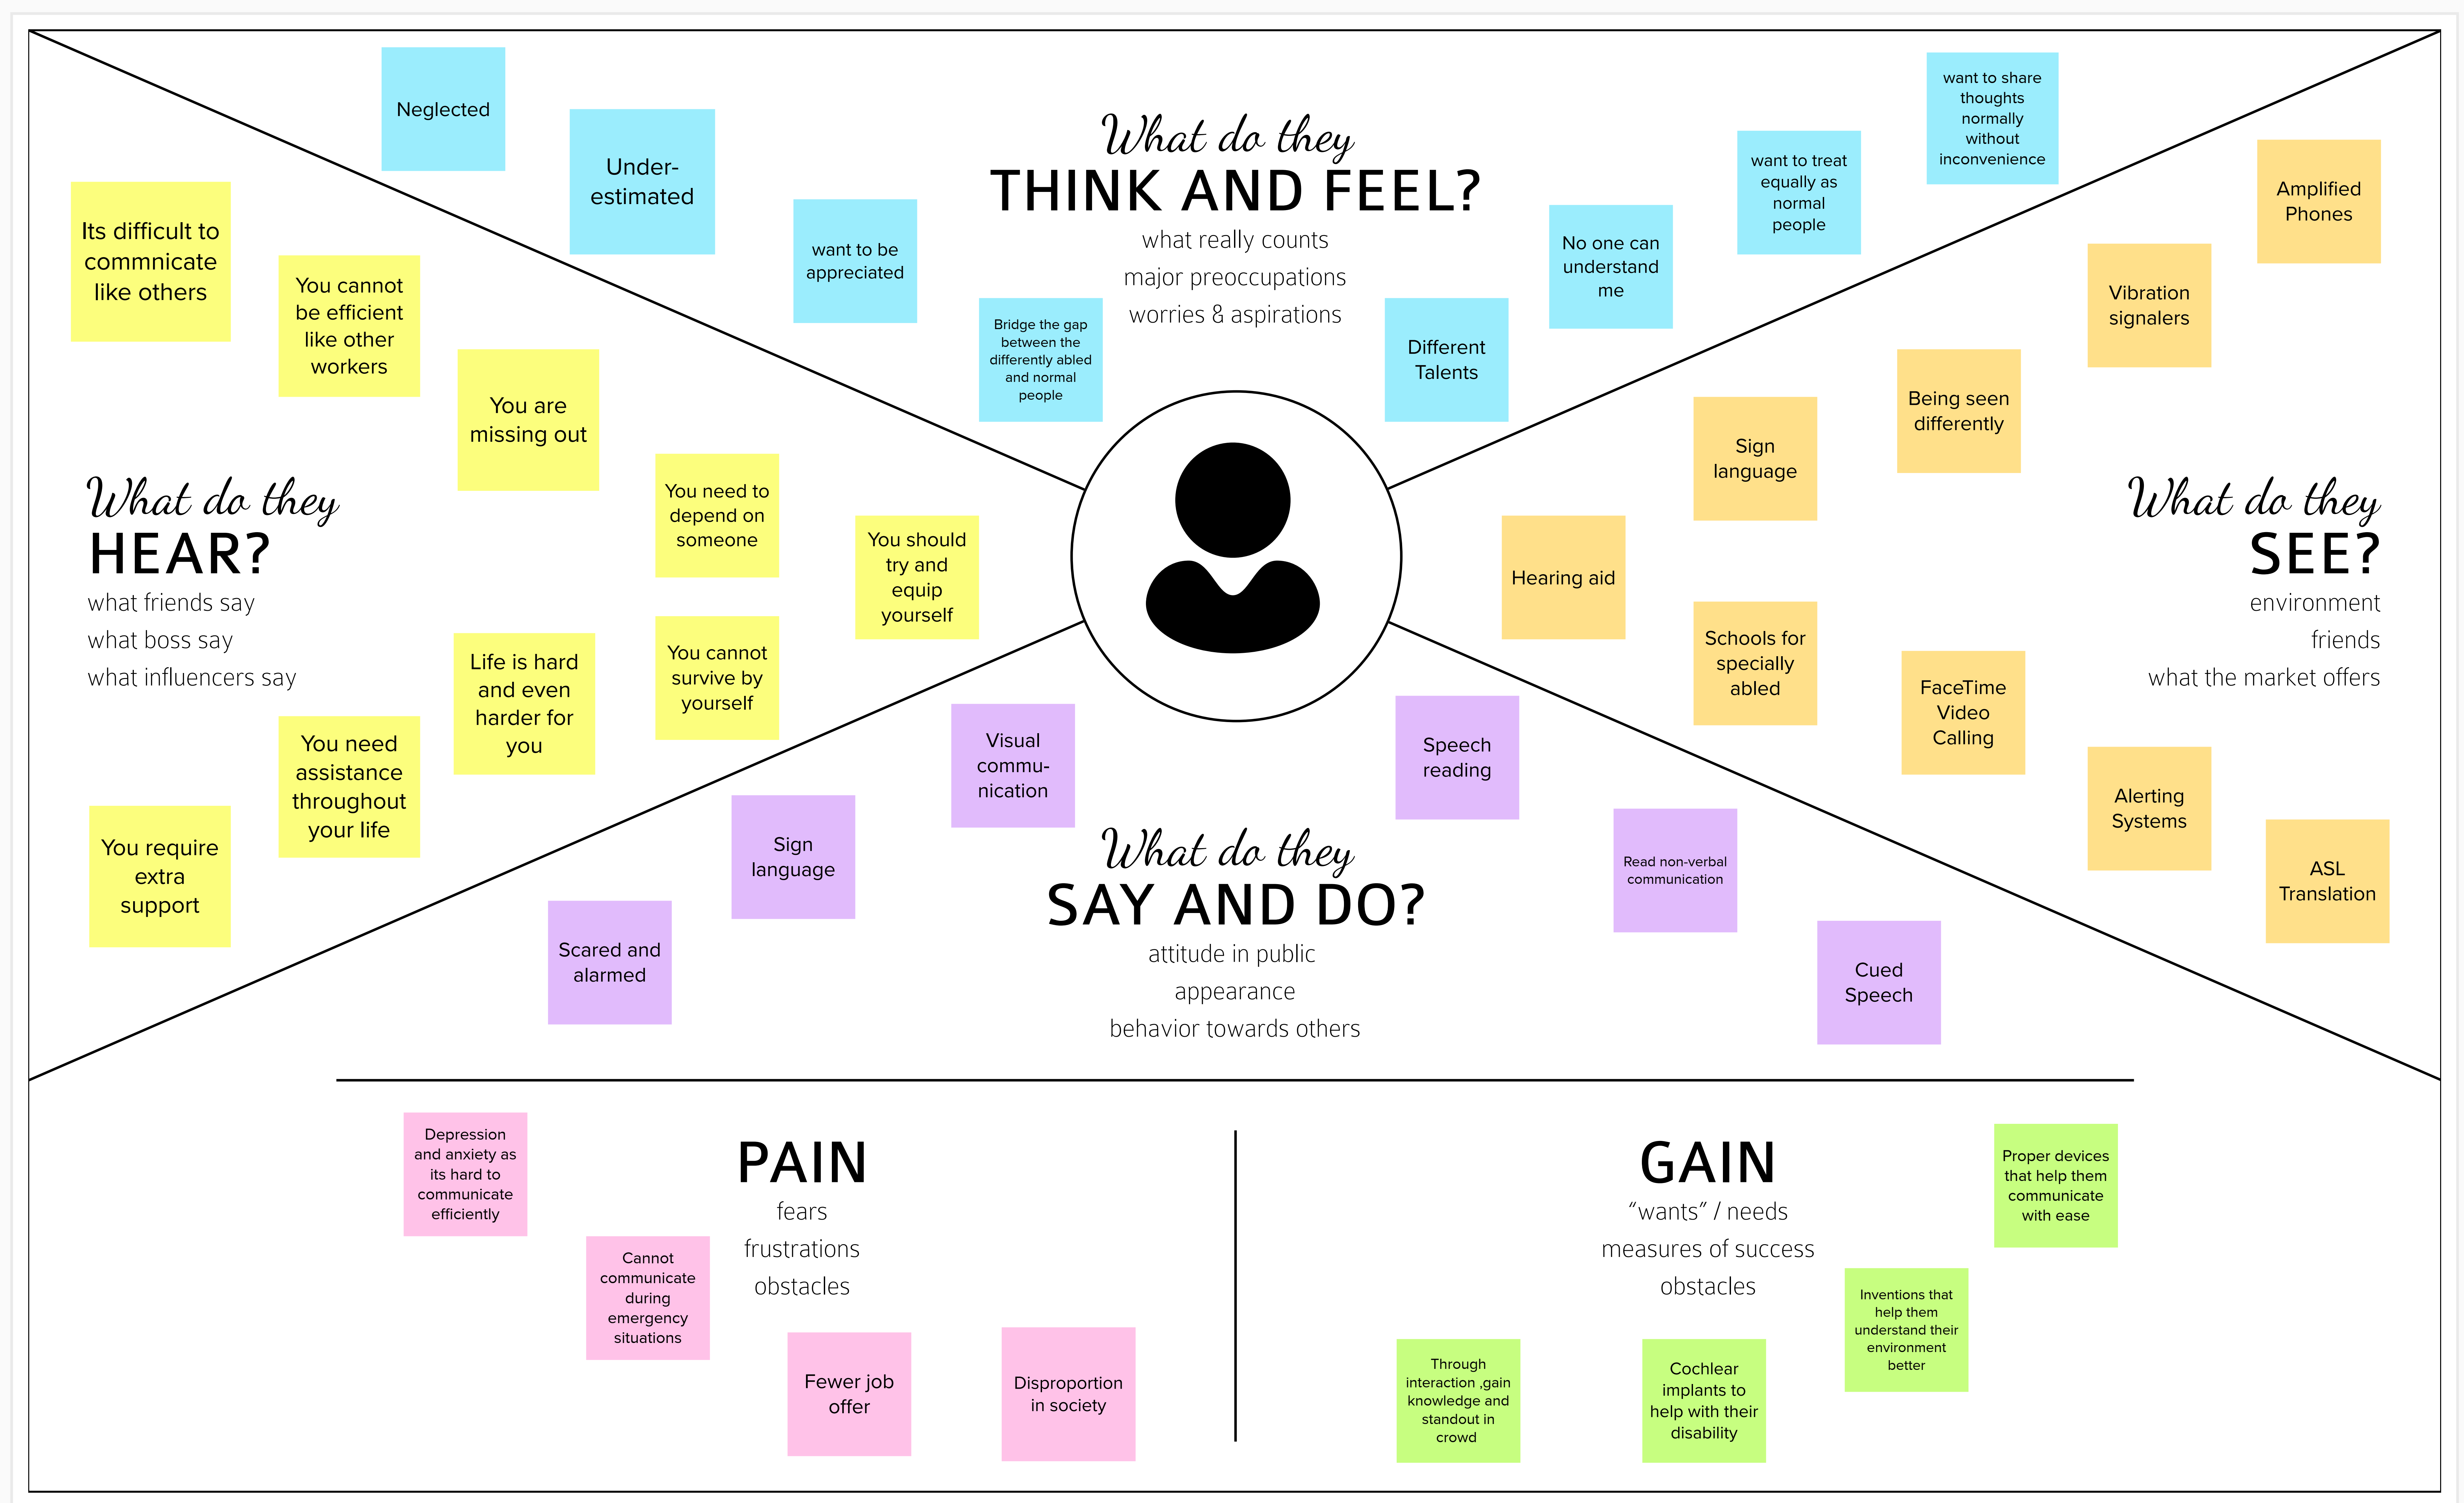 What do they
THINK AND FEEL?
what really counts
major preoccupations
worries & aspirations
Neglected
Under-
estimated
want to be
appreciated
Bridge the gap
between the
differently abled
and normal
people
Different
Talents
No one can
understand
me
want to treat
equally as
normal
people
want to share
thoughts
normally
without
inconvenience
What do they
HEAR?
what friends say
what boss say
what influencers say
Its difficult to
commnicate
like others
You cannot
be efficient
like other
workers
You are
missing out
You need to
depend on
someone
You should
try and
equip
yourself
You cannot
survive by
yourself
Life is hard
and even
harder for
you
You need
assistance
throughout
your life
You require
extra
support
What do they
SEE?
environment
friends
what the market offers
Amplified
Phones
Vibration
signalers
Being seen
differently
Sign
language
Hearing aid
Schools for
specially
abled
FaceTime
Video
Calling
Alerting
Systems
ASL
Translation
What do they
SAY AND DO?
attitude in public
appearance
behavior towards others
Visual
commu-
nication
Sign
language
Scared and
alarmed
Speech
reading
Read non-verbal
communication
Cued
Speech
PAIN
fears
frustrations
obstacles
Depression
and anxiety as
its hard to
communicate
efficiently
Cannot
communicate
during
emergency
situations
Fewer job
offer
Disproportion
in society
GAIN
“wants” / needs
measures of success
obstacles
Through
interaction ,gain
knowledge and
standout in
crowd
Cochlear
implants to
help with their
disability
Inventions that
help them
understand their
environment
better
Proper devices
that help them
communicate
with ease